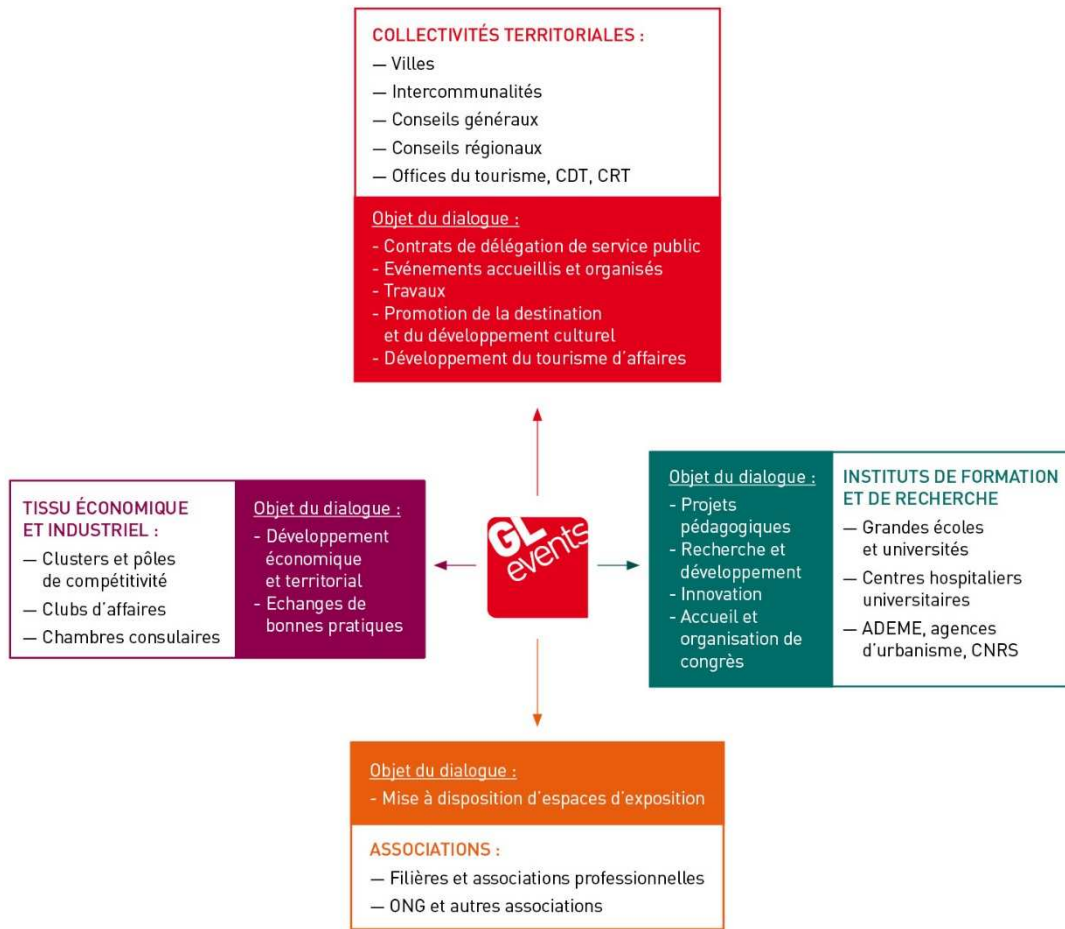 COLLECTIVITÉS TERRITORIALES :
— Villes
— Intercommunalités
— Conseils généraux
— Conseils régionaux
— Offices du tourisme, CDT, CRT
Objet du dialogue :
- Contrats de délégation de service public
- Evénements accueillis et organisés
- Travaux
- Promotion de la destination
et du développement culturel
- Développement du tourisme d'affaires
TISSU ÉCONOMIQUE
ET INDUSTRIEL :
— Clusters et pôles
de compétitivité
— Clubs d'affaires
— Chambres consulaires
Objet du dialogue :
- Développement
économique
et territorial
- Echanges de
bonnes pratiques
GL
events
Objet du dialogue :
- Projets
pédagogiques
- Recherche et
développement
- Innovation
- Accueil et
organisation de
congrès
INSTITUTS DE FORMATION
ET DE RECHERCHE
— Grandes écoles
et universités
— Centres hospitaliers
universitaires
— ADEME, agences
d'urbanisme, CNRS
Objet du dialogue :
- Mise à disposition d'espaces d'exposition
ASSOCIATIONS :
— Filières et associations professionnelles
— ONG et autres associations